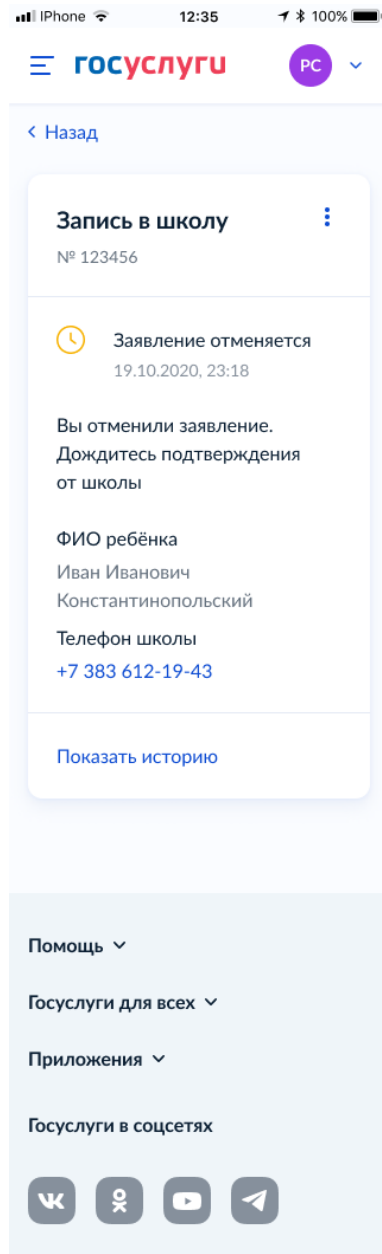 IPhone 12:35 100%
госуслуги РС
Назад
Запись в школу
№ 123456
Заявление отменяется
19.10.2020, 23:18
Вы отменили заявление.
Дождитесь подтверждения
от школы
ФИО ребёнка
Иван Иванович
Константинопольский
Телефон школы
+7 383 612-19-43
Показать историю
Помощь
Госуслуги для всех
Приложения
Госуслуги в соцсетях